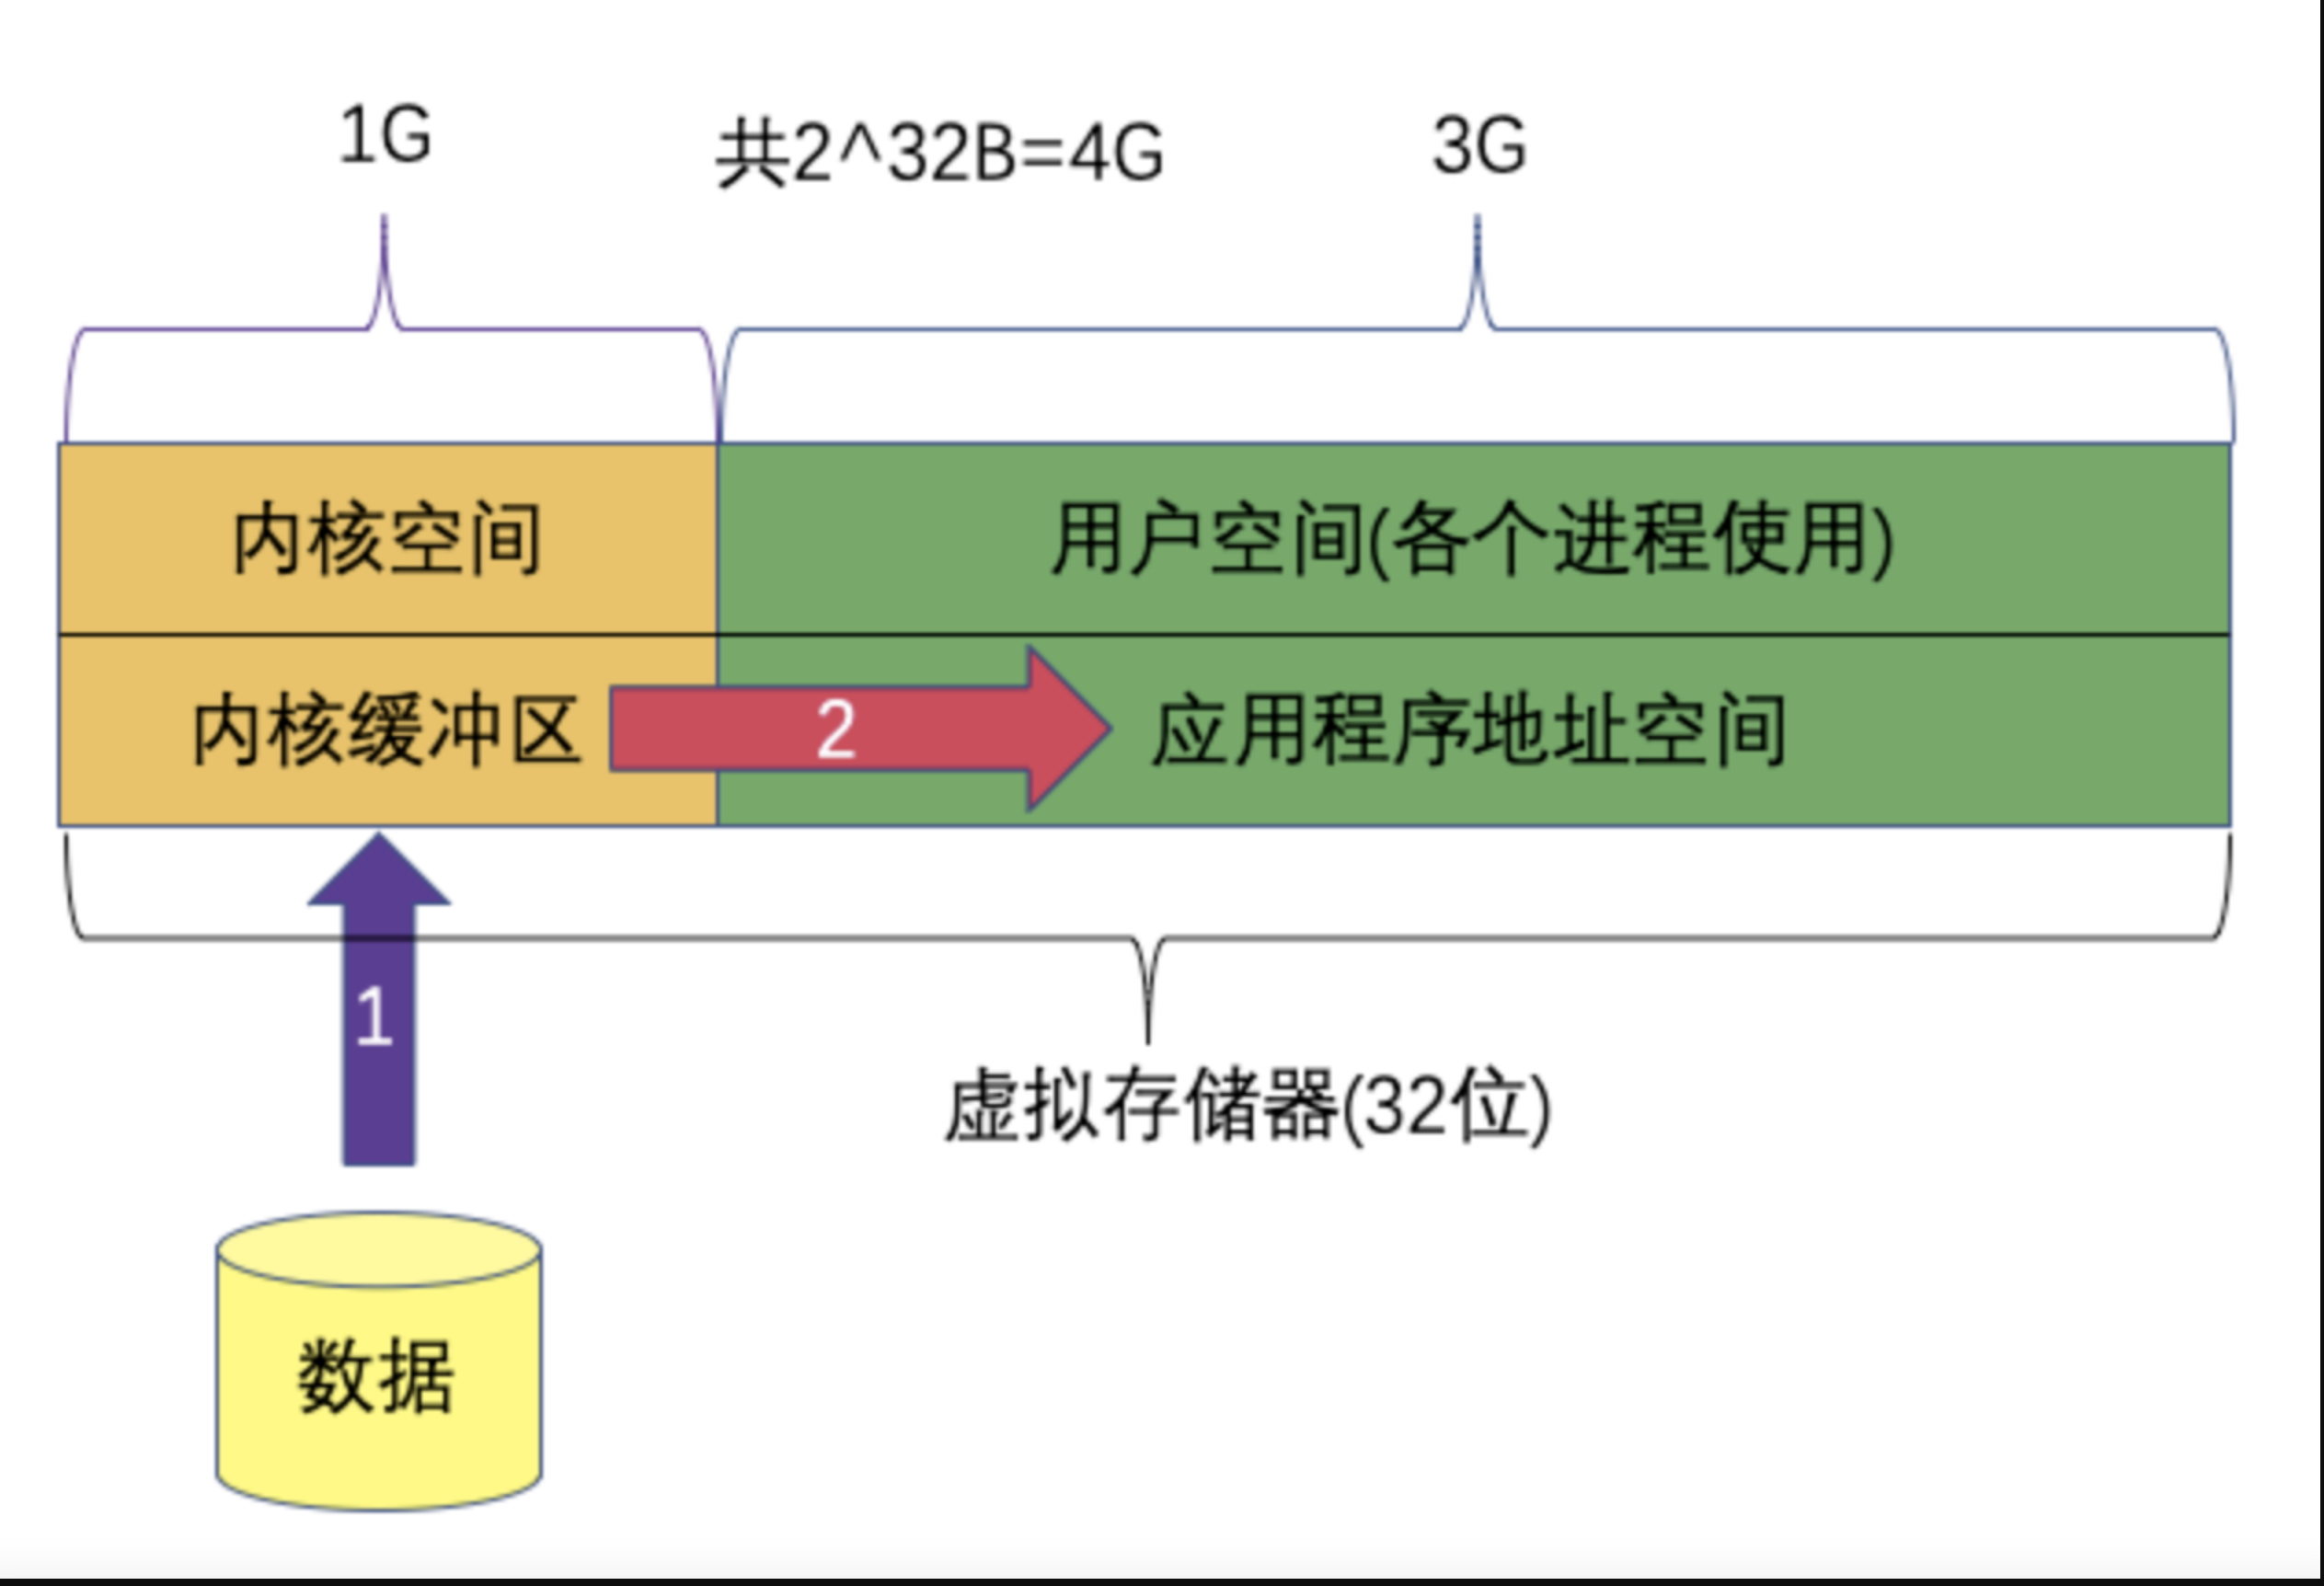 1G
共2^32B=4G
3G
内核空间
用户空间(各个进程使用)
内核缓冲区
2
应用程序地址空间
1
虚拟存储器(32位)
数据